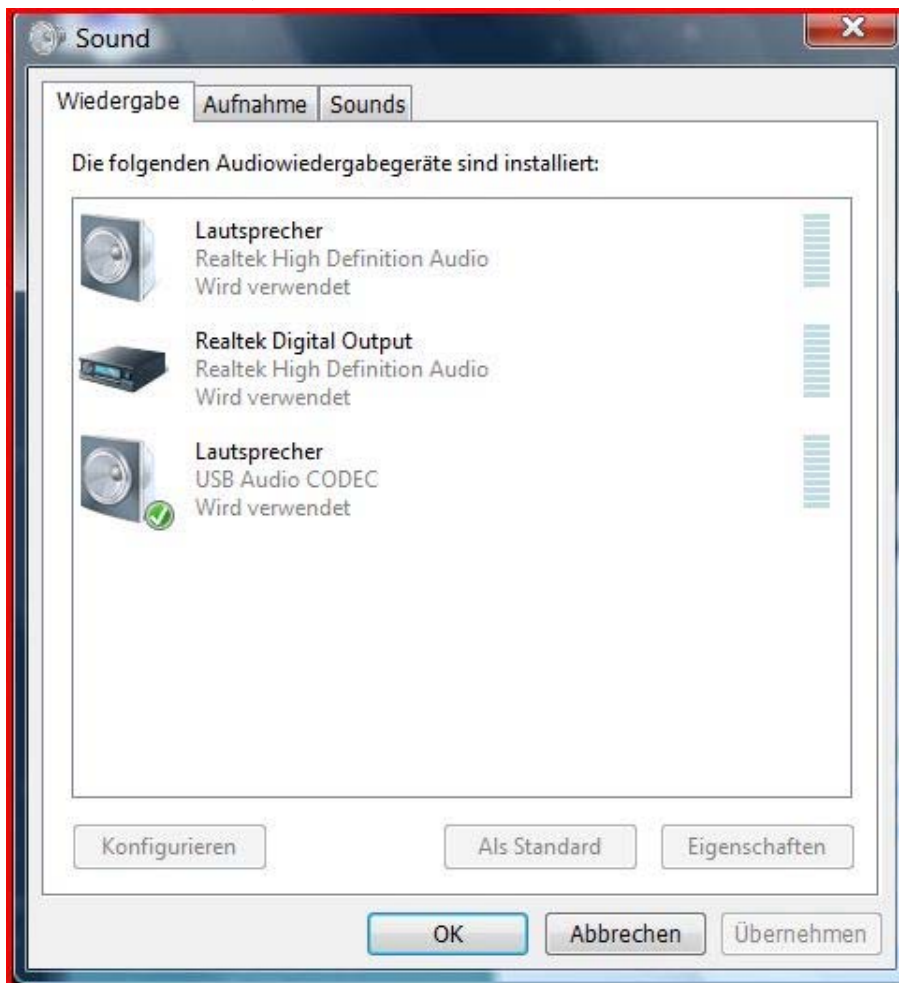 Sound
Wiedergabe Aufnahme Sounds
Die folgenden Audiowiedergabegeräte sind installiert:
Lautsprecher
Realtek High Definition Audio
Wird verwendet
Realtek Digital Output
Realtek High Definition Audio
Wird verwendet
Lautsprecher
USB Audio CODEC
Wird verwendet
Konfigurieren Als Standard Eigenschaften
OK Abbrechen Übernehmen